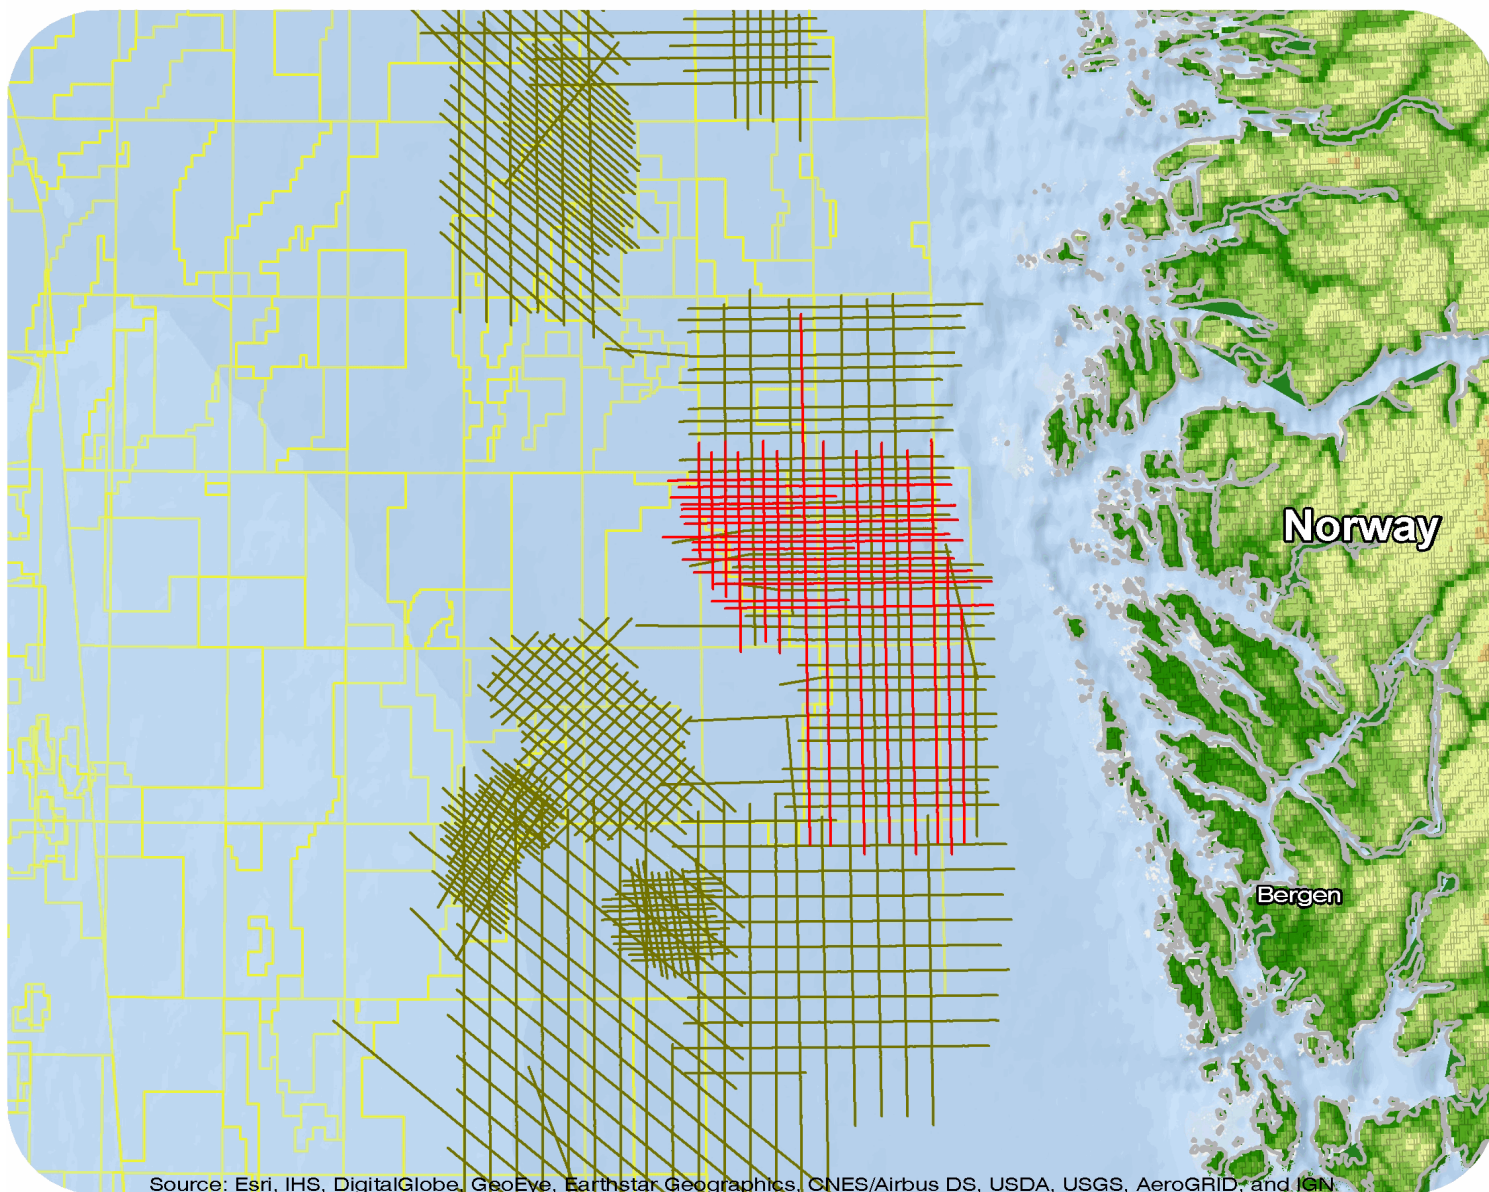 Norway
Bergen
Source: Esri, IHS, DigitalGlobe, GeoEye, Earthstar Geographics, CNES/Airbus DS, USDA, USGS, AeroGRID, and IGN